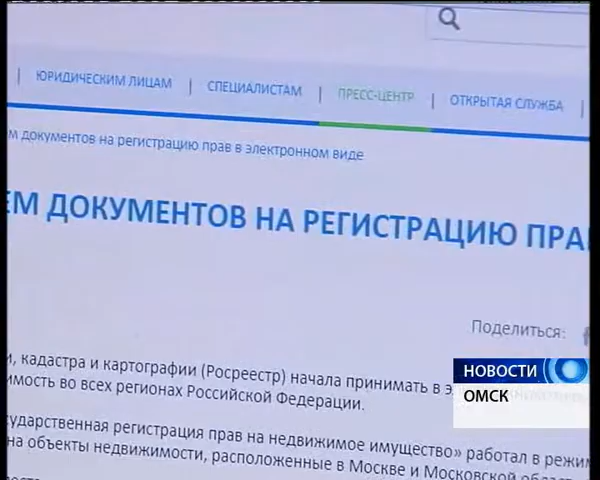 ЮРИДИЧЕСКИМ ЛИЦАМ | СПЕЦИАЛИСТАМ | ПРЕСС-ЦЕНТР | ОТКРЫТАЯ СЛУЖБА
м документов на регистрацию прав в электронном виде
ЕМ ДОКУМЕНТОВ НА РЕГИСТРАЦИЮ ПРА
Поделиться:
и, кадастра и картографии (Росреестр) начала принимать в э
имость во всех регионах Российской Федерации.
сударственная регистрация прав на недвижимое имущество» работал в режим
на объекты недвижимости, расположенные в Москве и Московской
НОВОСТИ
ОМСК